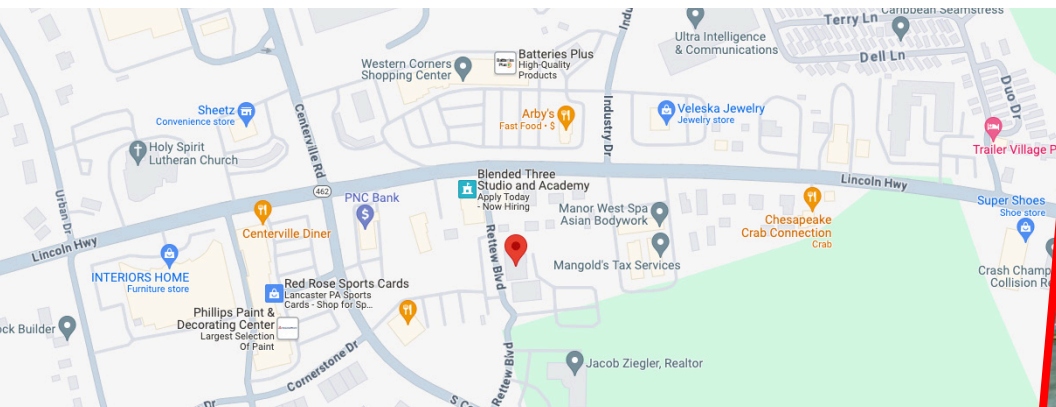 Caribbean Seamstress
Terry Ln
Ultra Intelligence
& Communications
Indu
Dell Ln
Batteries Plus
High-Quality
Products
Western Corners
Shopping Center
Duo Dr
Sheetz
Convenience store
Centerville Rd
Arby's
Fast Food • $
Industry Dr
Veleska Jewelry
Jewelry store
Holy Spirit
Lutheran Church
Trailer Village P
Blended Three
Studio and Academy
Apply Today
- Now Hiring
Lincoln Hwy
462
PNC Bank
Urban Dr
Manor West Spa
Asian Bodywork
Super Shoes
Shoe store
Centerville Diner
Chesapeake
Crab Connection
Crab
Lincoln Hwy
Rettew Blvd
Mangold's Tax Services
INTERIORS HOME
Furniture store
Crash Champ
Collision Re
Red Rose Sports Cards
Lancaster PA Sports
Cards - Shop for Sp...
Phillips Paint &
Decorating Center
Largest Selection
Of Paint
ock Builder
Cornerstone Dr
Rettew Blvd
Jacob Ziegler, Realtor
Dr
S Ce